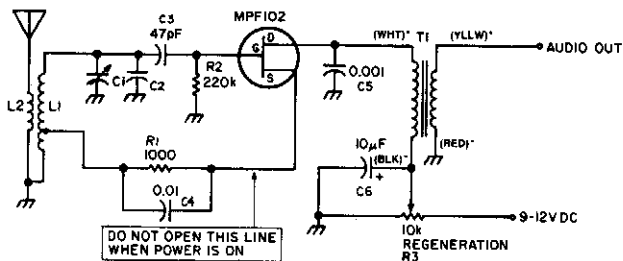 MPF102
C3
47pF
(WHT)*
T1
(YLLW)*
AUDIO OUT
D
G
S
R2
220k
C1
C2
0.001
C5
L2
L1
(RED)*
R1
1000
10µF
(BLK)*
+
C6
0.01
C4
9-12V DC
10k
REGENERATION
R3
DO NOT OPEN THIS LINE
WHEN POWER IS ON